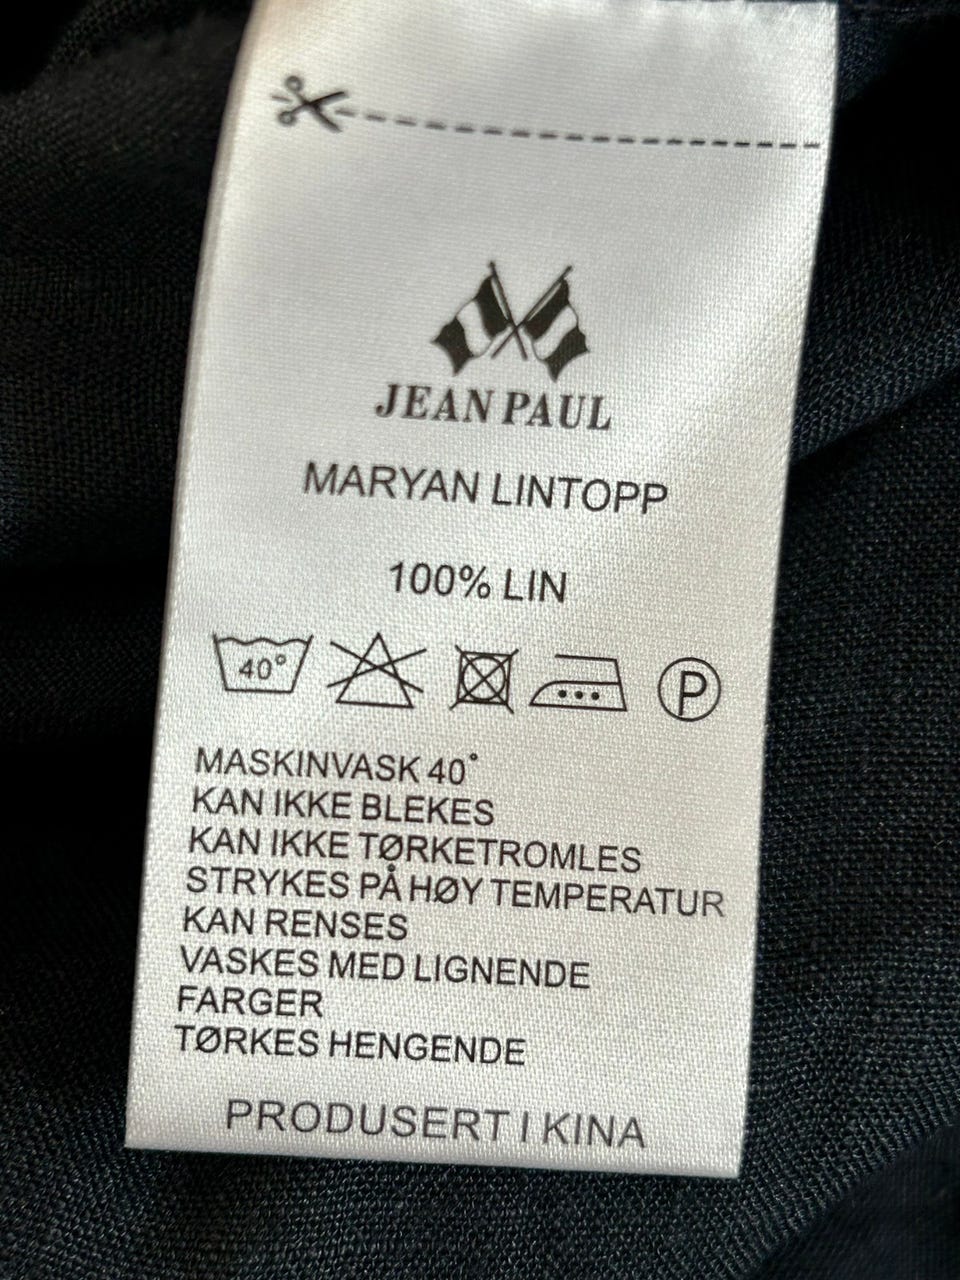 JEAN PAUL
MARYAN LINTOPP
100% LIN
40° P
MASKINVASK 40°
KAN IKKE BLEKES
KAN IKKE TØRKETROMLES
STRYKES PÅ HØY TEMPERATUR
KAN RENSES
VASKES MED LIGNENDE
FARGER
TØRKES HENGENDE
PRODUSERT I KINA